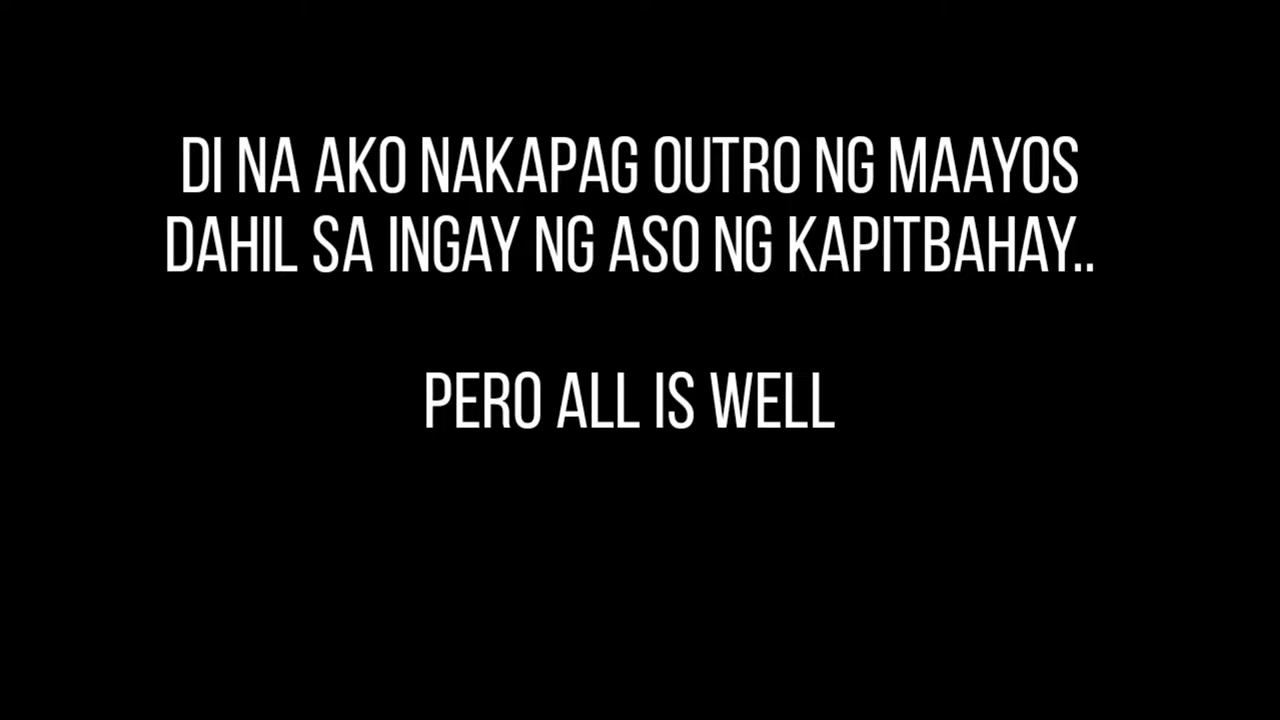 DI NA AKO NAKAPAG OUTRO NG MAAYOS
DAHIL SA INGAY NG ASO NG KAPITBAHAY..
PERO ALL IS WELL